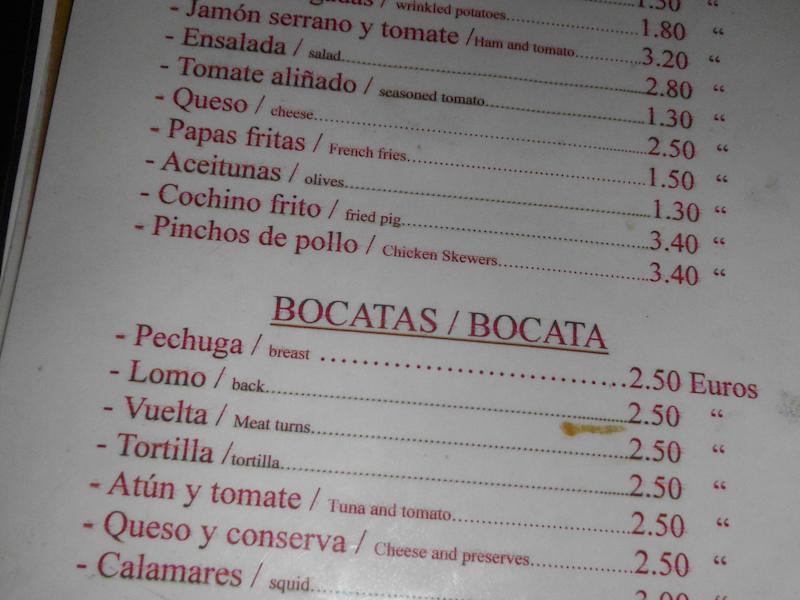 wrinkled potatoes..........1.80 “
- Jamón serrano y tomate /Ham and tomato..........3.20 “
- Ensalada / salad..........2.80 “
- Tomate aliñado / seasoned tomato..........1.30 “
- Queso / cheese..........2.50 “
- Papas fritas / French fries..........1.50 “
- Aceitunas / olives..........1.30 “
- Cochino frito / fried pig..........3.40 “
- Pinchos de pollo / Chicken Skewers..........3.40 “
BOCATAS / BOCATA
- Pechuga / breast ..........2.50 Euros
- Lomo / back..........2.50 “
- Vuelta / Meat turns..........2.50 “
- Tortilla /tortilla..........2.50 “
- Atún y tomate / Tuna and tomato..........2.50 “
- Queso y conserva / Cheese and preserves..........2.50 “
- Calamares / squid..........